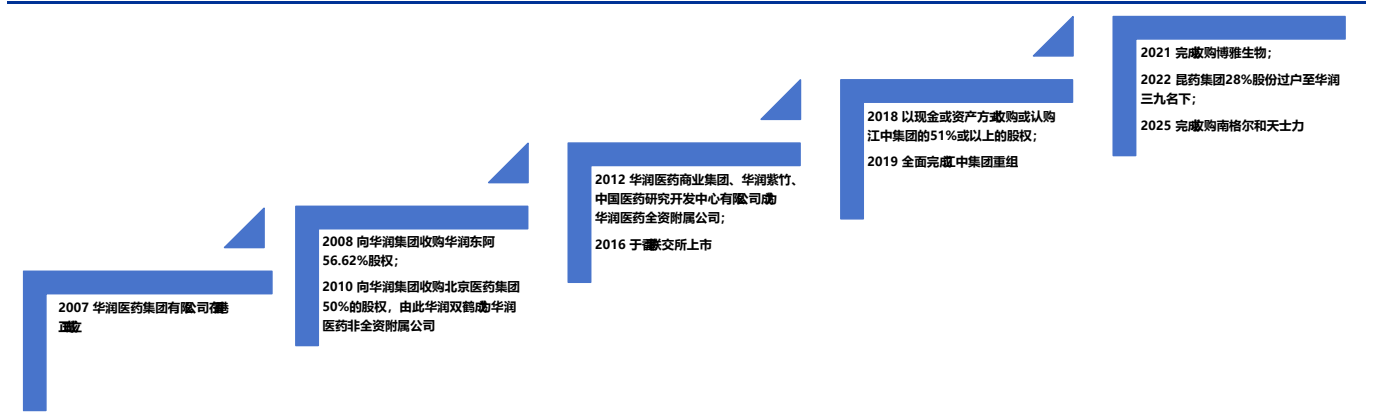 2007 华润医药集团有限公司在香港
正式成立
2008 向华润集团收购华润东阿
56.62%股权；
2010 向华润集团收购北京医药集团
50%的股权，由此华润双鹤成为华润
医药非全资附属公司
2012 华润医药商业集团、华润紫竹、
中国医药研究开发中心有限公司成为
华润医药全资附属公司；
2016 于香港联交所上市
2018 以现金或资产方式收购或认购
江中集团的51%或以上的股权；
2019 全面完成江中集团重组
2021 完成收购博雅生物；
2022 昆药集团28%股份过户至华润
三九名下；
2025 完成收购南格尔和天士力